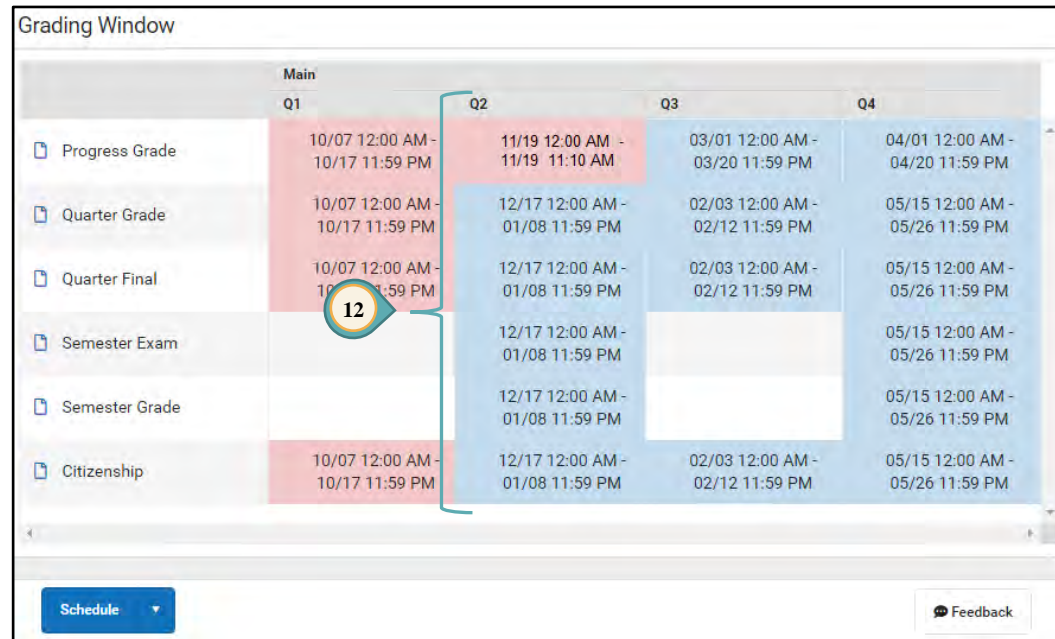 Grading Window
Main
Q1 Q2 Q3 Q4
Progress Grade 10/07 12:00 AM - 11/19 12:00 AM - 03/01 12:00 AM - 04/01 12:00 AM -
10/17 11:59 PM 11/19 11:10 AM 03/20 11:59 PM 04/20 11:59 PM
Quarter Grade 10/07 12:00 AM - 12/17 12:00 AM - 02/03 12:00 AM - 05/15 12:00 AM -
10/17 11:59 PM 01/08 11:59 PM 02/12 11:59 PM 05/26 11:59 PM
Quarter Final 10/07 12:00 AM - 12/17 12:00 AM - 02/03 12:00 AM - 05/15 12:00 AM -
10 :59 PM 01/08 11:59 PM 02/12 11:59 PM 05/26 11:59 PM
12
Semester Exam 12/17 12:00 AM - 05/15 12:00 AM -
01/08 11:59 PM 05/26 11:59 PM
Semester Grade 12/17 12:00 AM - 05/15 12:00 AM -
01/08 11:59 PM 05/26 11:59 PM
Citizenship 10/07 12:00 AM - 12/17 12:00 AM - 02/03 12:00 AM - 05/15 12:00 AM -
10/17 11:59 PM 01/08 11:59 PM 02/12 11:59 PM 05/26 11:59 PM
Schedule Feedback